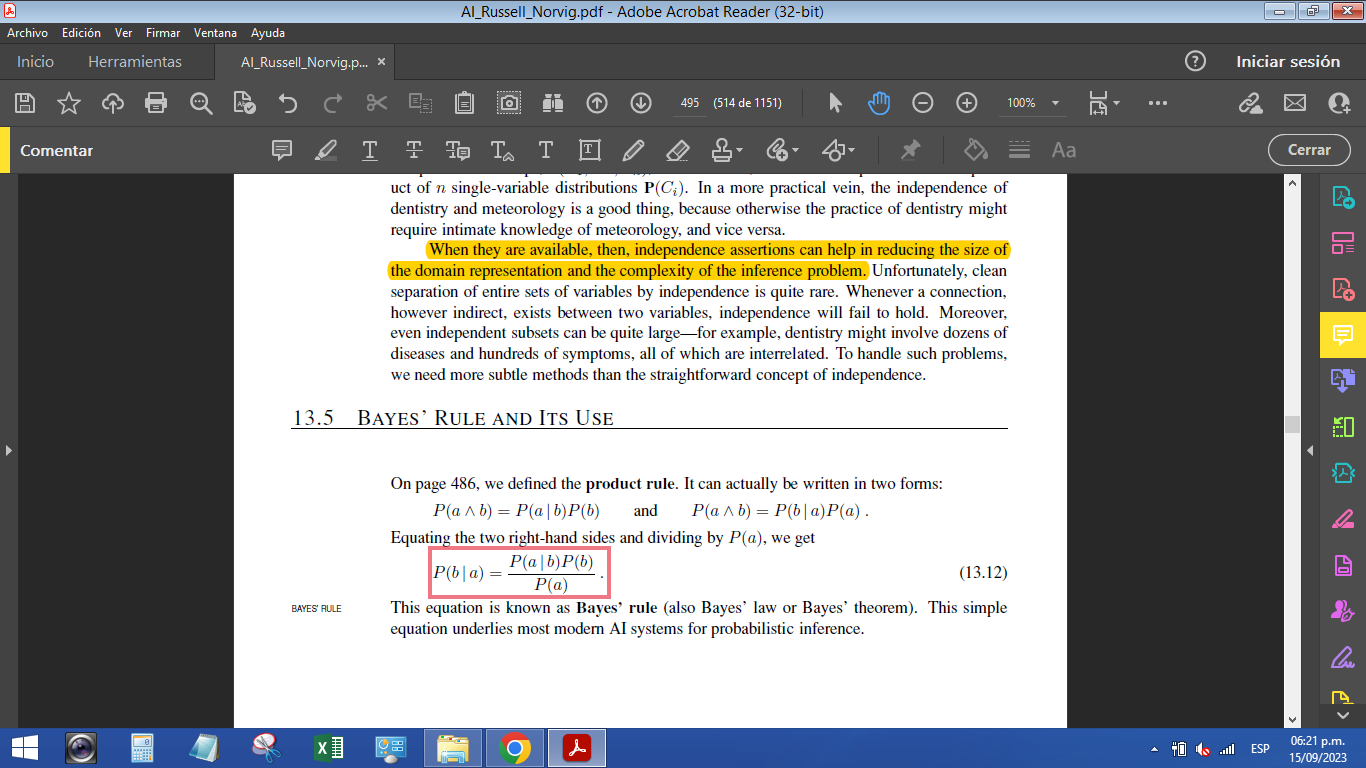 AI_Russell_Norvig.pdf - Adobe Acrobat Reader (32-bit)
Archivo Edición Ver Firmar Ventana Ayuda
Inicio Herramientas AI_Russell_Norvig.p... × Iniciar sesión
495 (514 de 1151) 100%
Comentar Aa Cerrar
uct of n single-variable distributions P(Cᵢ). In a more practical vein, the independence of
dentistry and meteorology is a good thing, because otherwise the practice of dentistry might
require intimate knowledge of meteorology, and vice versa.
When they are available, then, independence assertions can help in reducing the size of
the domain representation and the complexity of the inference problem. Unfortunately, clean
separation of entire sets of variables by independence is quite rare. Whenever a connection,
however indirect, exists between two variables, independence will fail to hold. Moreover,
even independent subsets can be quite large—for example, dentistry might involve dozens of
diseases and hundreds of symptoms, all of which are interrelated. To handle such problems,
we need more subtle methods than the straightforward concept of independence.
13.5 BAYES' RULE AND ITS USE
On page 486, we defined the product rule. It can actually be written in two forms:
P(a ∧ b) = P(a | b)P(b) and P(a ∧ b) = P(b | a)P(a) .
Equating the two right-hand sides and dividing by P(a), we get
P(b | a) = P(a | b)P(b) / P(a) . (13.12)
BAYES' RULE This equation is known as Bayes' rule (also Bayes' law or Bayes' theorem). This simple
equation underlies most modern AI systems for probabilistic inference.
ESP 06:21 p.m.
15/09/2023